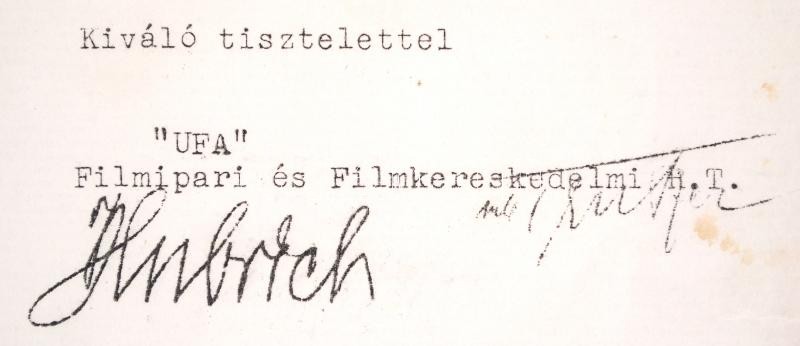 Kiváló tisztelettel
"UFA"
Filmipari és Filmkereskedelmi R.T.